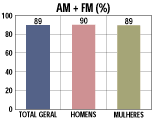 AM + FM (%)
100
80
60
40
20
0
89
90
89
TOTAL GERAL
HOMENS
MULHERES